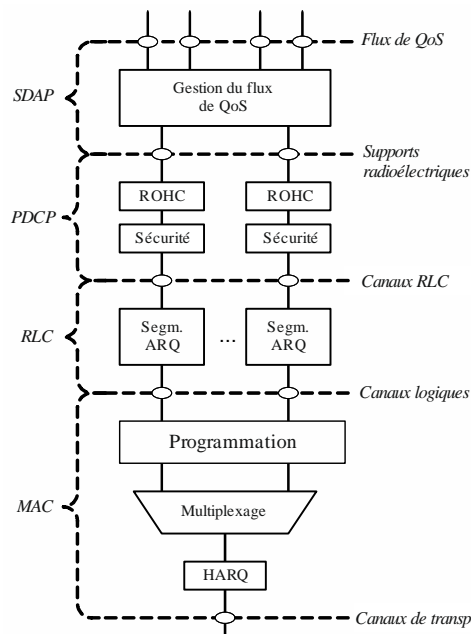 Flux de QoS
Gestion du flux
de QoS
SDAP
Supports
radioélectriques
ROHC
ROHC
PDCP
Sécurité
Sécurité
Canaux RLC
Segm.
ARQ
...
Segm.
ARQ
RLC
Canaux logiques
Programmation
MAC
Multiplexage
HARQ
Canaux de transp